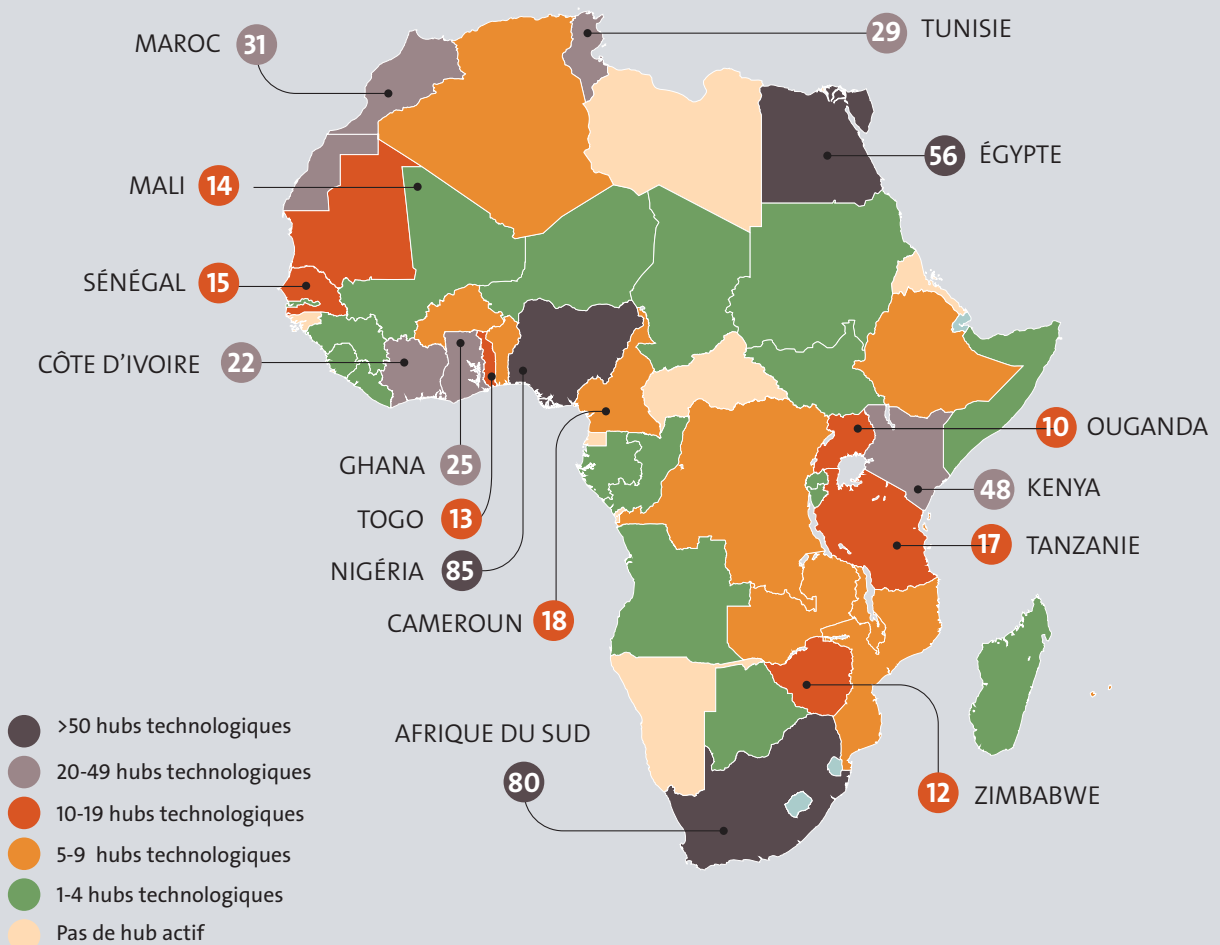 MAROC 31
29 TUNISIE
56 ÉGYPTE
MALI 14
SÉNÉGAL 15
CÔTE D'IVOIRE 22
10 OUGANDA
GHANA 25
48 KENYA
TOGO 13
17 TANZANIE
NIGÉRIA 85
CAMEROUN 18
AFRIQUE DU SUD
80
12 ZIMBABWE
>50 hubs technologiques
20-49 hubs technologiques
10-19 hubs technologiques
5-9 hubs technologiques
1-4 hubs technologiques
Pas de hub actif